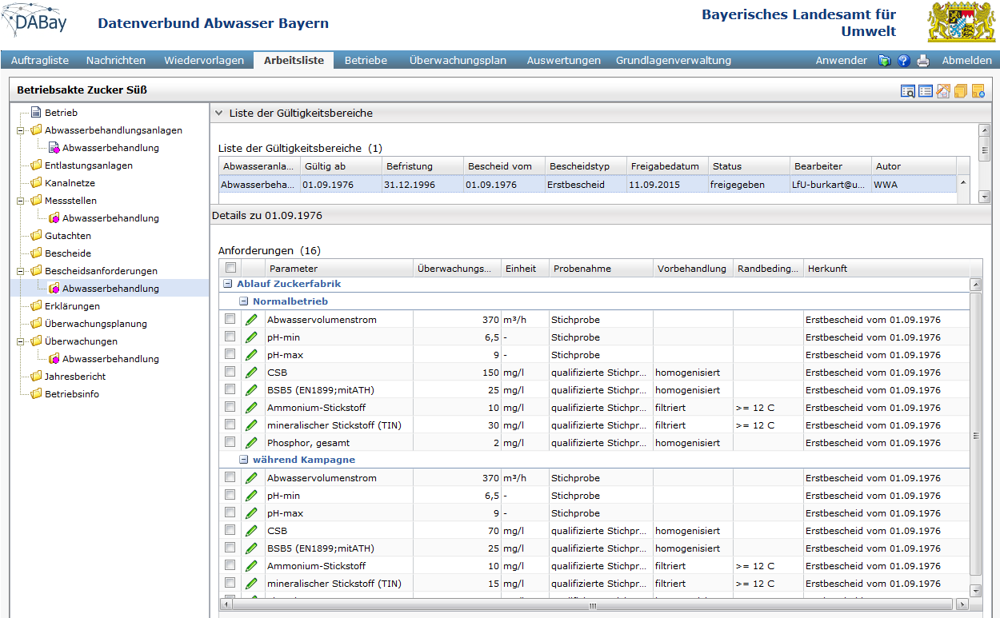 DABay
Datenverbund Abwasser Bayern
Bayerisches Landesamt für
Umwelt
Auftragliste Nachrichten Wiedervorlagen Arbeitsliste Betriebe Überwachungsplan Auswertungen Grundlagenverwaltung Anwender Abmelden
Betriebsakte Zucker Süß
Betrieb
Abwasserbehandlungsanlagen
Abwasserbehandlung
Entlastungsanlagen
Kanalnetze
Messstellen
Abwasserbehandlung
Gutachten
Bescheide
Bescheidsanforderungen
Abwasserbehandlung
Erklärungen
Überwachungsplanung
Überwachungen
Abwasserbehandlung
Jahresbericht
Betriebsinfo
Liste der Gültigkeitsbereiche
Liste der Gültigkeitsbereiche (1)
Abwasseranla... Gültig ab Befristung Bescheid vom Bescheidstyp Freigabedatum Status Bearbeiter Autor
Abwasserbeha... 01.09.1976 31.12.1996 01.09.1976 Erstbescheid 11.09.2015 freigegeben LfU-burkart@u... WWA
Details zu 01.09.1976
Anforderungen (16)
Parameter Überwachungs... Einheit Probenahme Vorbehandlung Randbeding... Herkunft
Ablauf Zuckerfabrik
Normalbetrieb
Abwasservolumenstrom 370 m³/h Stichprobe Erstbescheid vom 01.09.1976
pH-min 6,5 - Stichprobe Erstbescheid vom 01.09.1976
pH-max 9 - Stichprobe Erstbescheid vom 01.09.1976
CSB 150 mg/l qualifizierte Stichpr... homogenisiert Erstbescheid vom 01.09.1976
BSB5 (EN1899;mitATH) 25 mg/l qualifizierte Stichpr... homogenisiert Erstbescheid vom 01.09.1976
Ammonium-Stickstoff 10 mg/l qualifizierte Stichpr... filtriert >= 12 C Erstbescheid vom 01.09.1976
mineralischer Stickstoff (TIN) 30 mg/l qualifizierte Stichpr... filtriert >= 12 C Erstbescheid vom 01.09.1976
Phosphor, gesamt 2 mg/l qualifizierte Stichpr... homogenisiert Erstbescheid vom 01.09.1976
während Kampagne
Abwasservolumenstrom 370 m³/h Stichprobe Erstbescheid vom 01.09.1976
pH-min 6,5 - Stichprobe Erstbescheid vom 01.09.1976
pH-max 9 - Stichprobe Erstbescheid vom 01.09.1976
CSB 70 mg/l qualifizierte Stichpr... homogenisiert Erstbescheid vom 01.09.1976
BSB5 (EN1899;mitATH) 25 mg/l qualifizierte Stichpr... homogenisiert Erstbescheid vom 01.09.1976
Ammonium-Stickstoff 10 mg/l qualifizierte Stichpr... filtriert >= 12 C Erstbescheid vom 01.09.1976
mineralischer Stickstoff (TIN) 15 mg/l qualifizierte Stichpr... filtriert >= 12 C Erstbescheid vom 01.09.1976